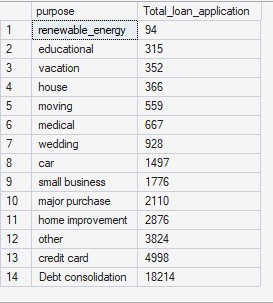 purpose Total_loan_application
1 renewable_energy 94
2 educational 315
3 vacation 352
4 house 366
5 moving 559
6 medical 667
7 wedding 928
8 car 1497
9 small business 1776
10 major purchase 2110
11 home improvement 2876
12 other 3824
13 credit card 4998
14 Debt consolidation 18214